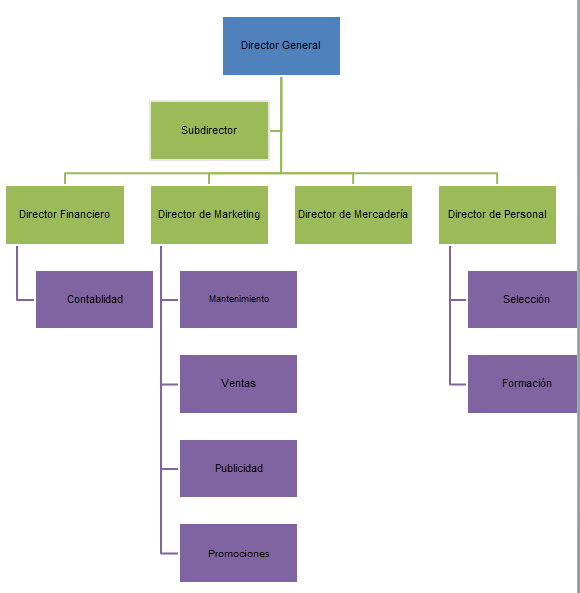 Director General
Subdirector
Director Financiero
Director de Marketing
Director de Mercadería
Director de Personal
Contablidad
Mantenimiento
Selección
Ventas
Formación
Publicidad
Promociones